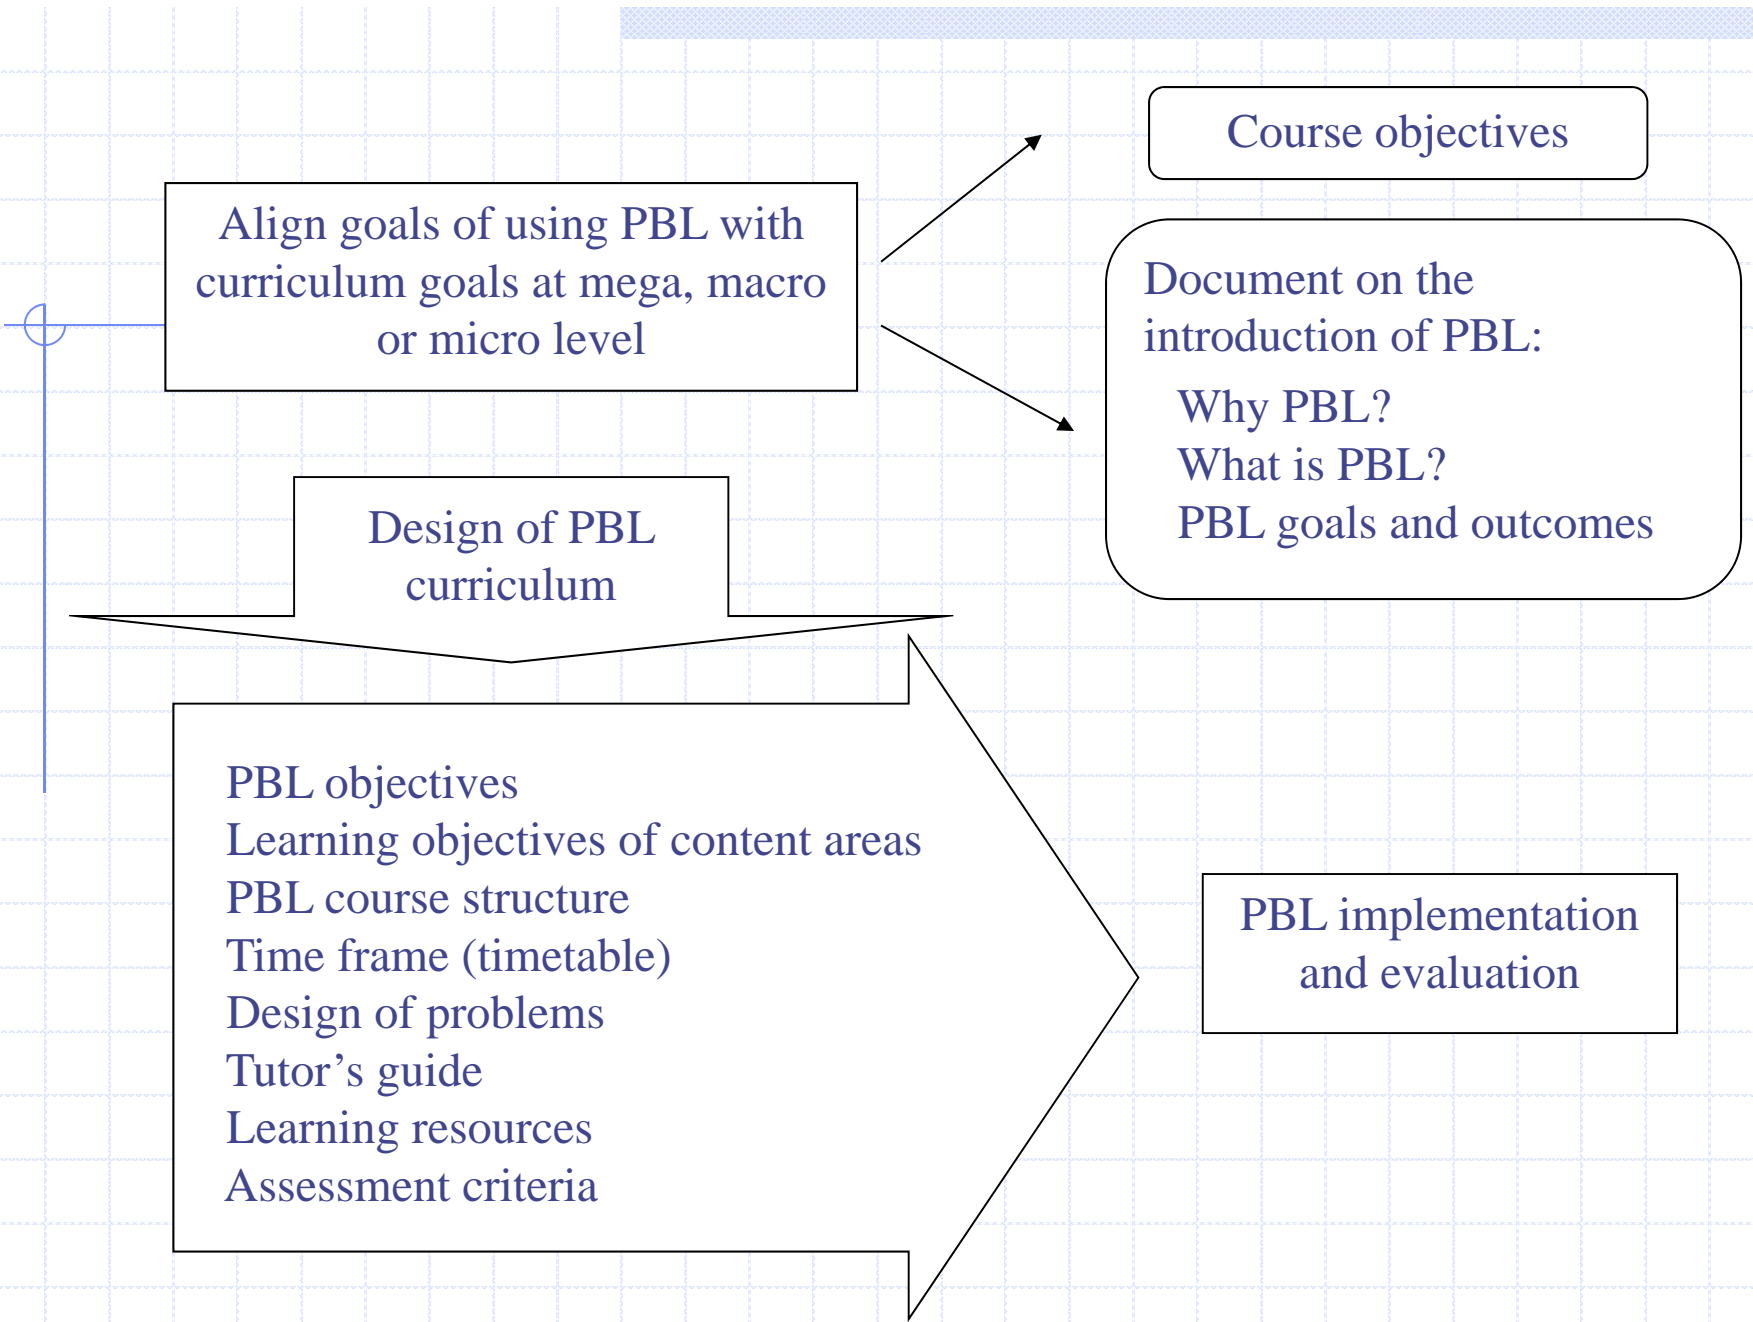 Course objectives
Align goals of using PBL with
curriculum goals at mega, macro
or micro level
Document on the
introduction of PBL:
Why PBL?
What is PBL?
PBL goals and outcomes
Design of PBL
curriculum
PBL objectives
Learning objectives of content areas
PBL course structure
Time frame (timetable)
Design of problems
Tutor’s guide
Learning resources
Assessment criteria
PBL implementation
and evaluation